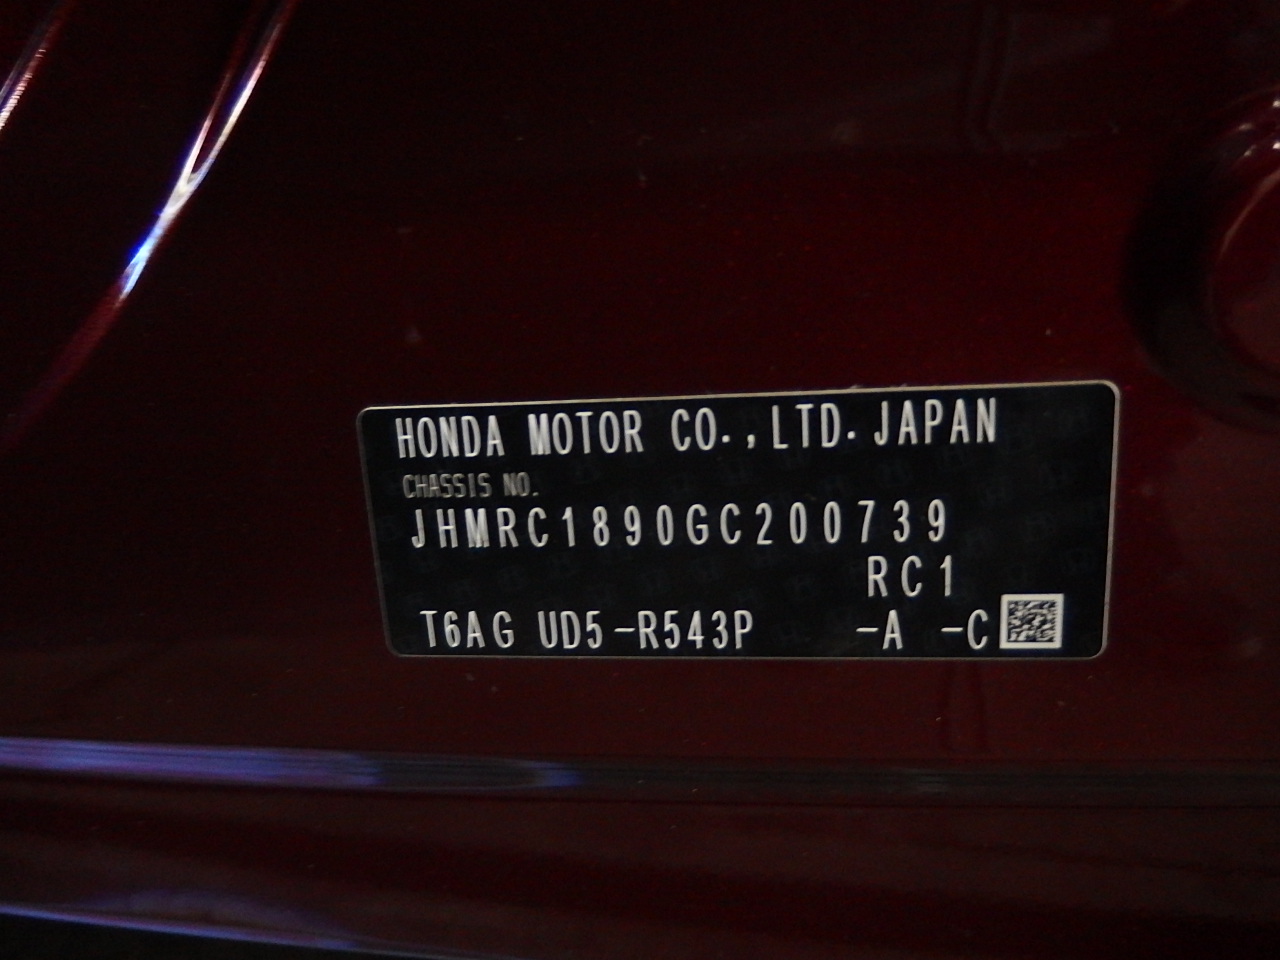 HONDA MOTOR CO.,LTD. JAPAN
CHASSIS NO.
JHMRC1890GC200739
RC1
T6AG UD5-R543P -A -C